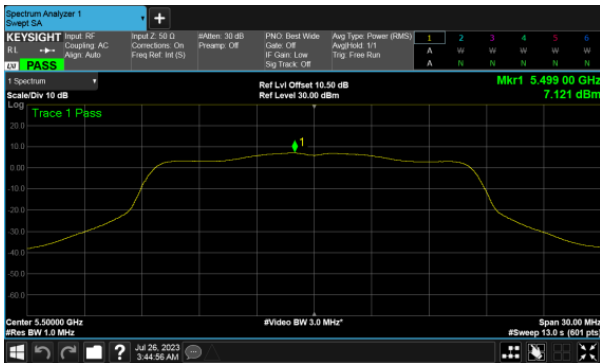 Spectrum Analyzer 1
Swept SA
+
KEYSIGHT Input: RF Input Z: 50 Ω #Atten: 30 dB PNO: Best Wide Avg Type: Power (RMS) 1 2 3 4 5 6
RL Coupling: AC Corrections: On Preamp: Off Gate: Off Avg|Hold: 1/1 A W W W W W
Align: Auto Freq Ref: Int (S) IF Gain: Low Trig: Free Run
LXI PASS Sig Track: Off A N N N N N
1 Spectrum Ref Lvl Offset 10.50 dB Mkr1 5.499 00 GHz
Scale/Div 10 dB Ref Level 30.00 dBm 7.121 dBm
Log
Trace 1 Pass
20.0
10.0
1
0.00
-10.0
-20.0
-30.0
-40.0
-50.0
-60.0
Center 5.50000 GHz #Video BW 3.0 MHz* Span 30.00 MHz
#Res BW 1.0 MHz #Sweep 13.0 s (601 pts)
? Jul 26, 2023
3:44:56 AM